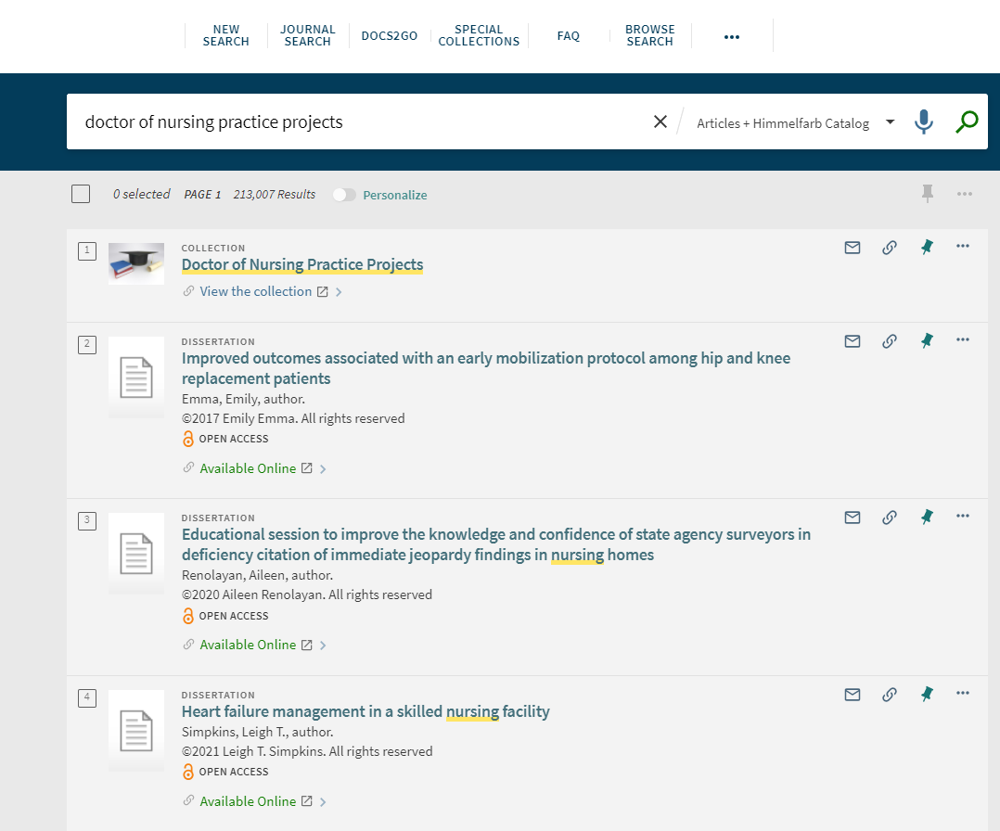 NEW SEARCH
JOURNAL SEARCH
DOCS2GO
SPECIAL COLLECTIONS
FAQ
BROWSE SEARCH
doctor of nursing practice projects
Articles + Himmelfarb Catalog
0 selected PAGE 1 213,007 Results Personalize
1
COLLECTION
Doctor of Nursing Practice Projects
View the collection
2
DISSERTATION
Improved outcomes associated with an early mobilization protocol among hip and knee
replacement patients
Emma, Emily, author.
©2017 Emily Emma. All rights reserved
OPEN ACCESS
Available Online
3
DISSERTATION
Educational session to improve the knowledge and confidence of state agency surveyors in
deficiency citation of immediate jeopardy findings in nursing homes
Renolayan, Aileen, author.
©2020 Aileen Renolayan. All rights reserved
OPEN ACCESS
Available Online
4
DISSERTATION
Heart failure management in a skilled nursing facility
Simpkins, Leigh T., author.
©2021 Leigh T. Simpkins. All rights reserved
OPEN ACCESS
Available Online